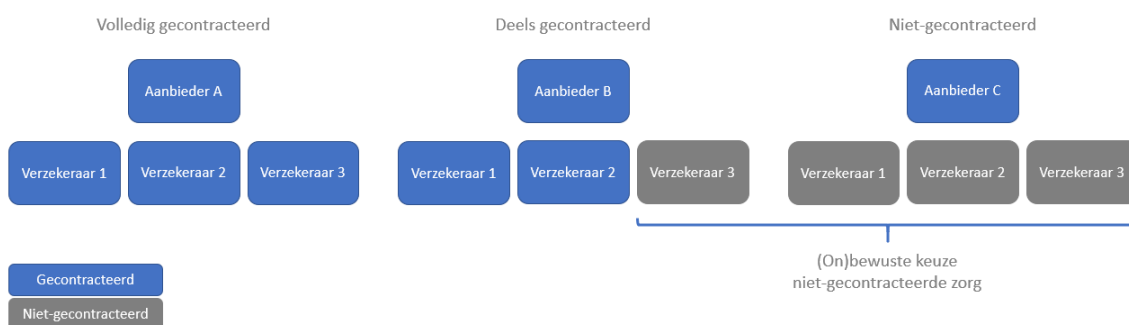 Volledig gecontracteerd
Deels gecontracteerd
Niet-gecontracteerd
Aanbieder A
Aanbieder B
Aanbieder C
Verzekeraar 1
Verzekeraar 2
Verzekeraar 3
Verzekeraar 1
Verzekeraar 2
Verzekeraar 3
Verzekeraar 1
Verzekeraar 2
Verzekeraar 3
(On)bewuste keuze
niet-gecontracteerde zorg
Gecontracteerd
Niet-gecontracteerd